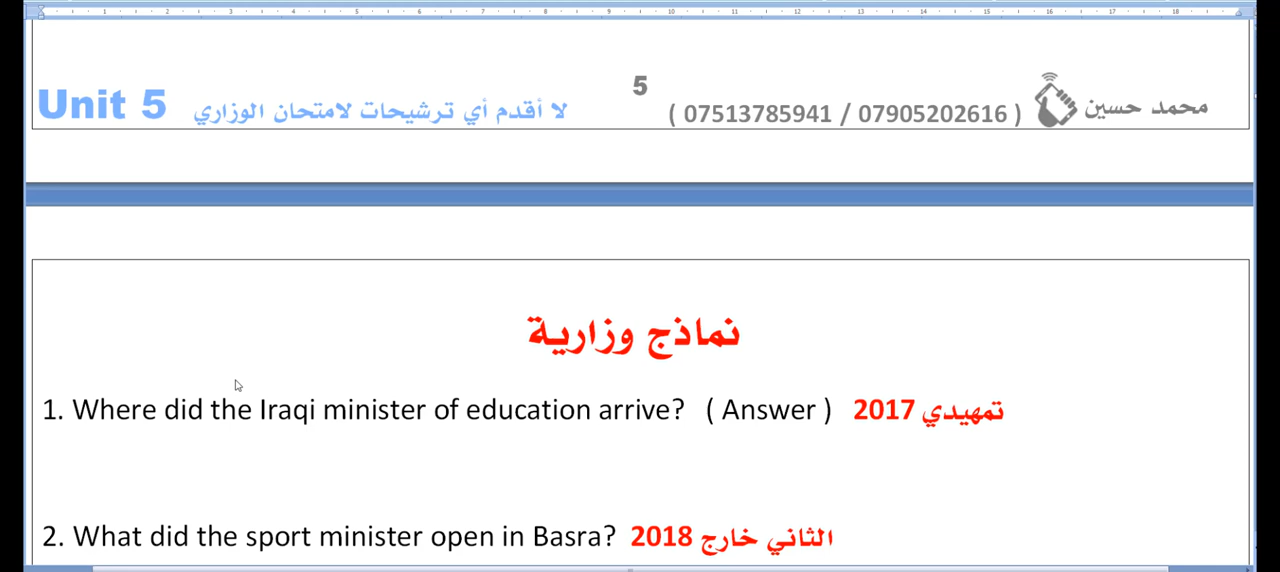 5
Unit 5 لا أقدم أي ترشيحات لامتحان الوزاري ( 07513785941 / 07905202616 ) محمد حسين
نماذج وزارية
1. Where did the Iraqi minister of education arrive? ( Answer ) تمهيدي 2017
2. What did the sport minister open in Basra? الثاني خارج 2018